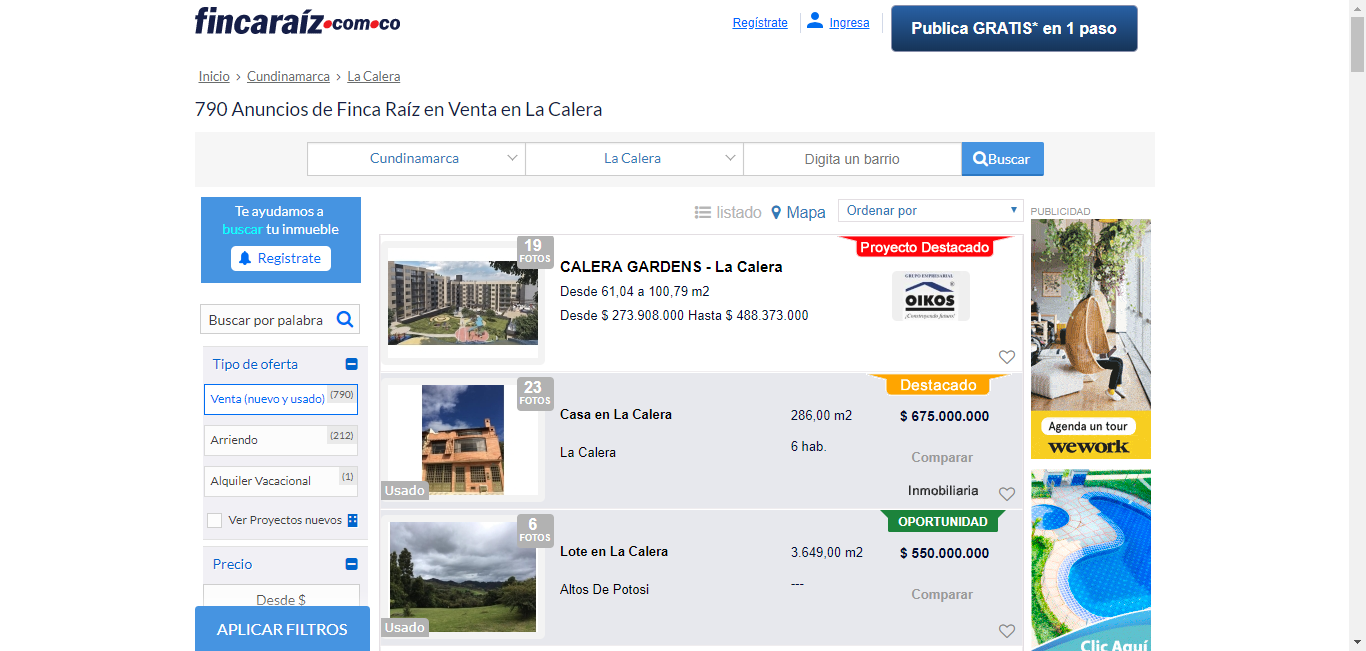 fincaraíz.com.co
Regístrate
Ingresa
Publica GRATIS* en 1 paso
Inicio › Cundinamarca › La Calera
790 Anuncios de Finca Raíz en Venta en La Calera
Cundinamarca
La Calera
Digita un barrio
Buscar
Te ayudamos a
buscar tu inmueble
Registrate
Buscar por palabra
Tipo de oferta
Venta (nuevo y usado) (790)
Arriendo (212)
Alquiler Vacacional (1)
Ver Proyectos nuevos
Precio
Desde $
APLICAR FILTROS
listado
Mapa
Ordenar por
19
FOTOS
CALERA GARDENS - La Calera
Desde 61,04 a 100,79 m2
Desde $ 273.908.000 Hasta $ 488.373.000
Proyecto Destacado
GRUPO EMPRESARIAL
OIKOS
¡Construyendo futuro!
23
FOTOS
Usado
Casa en La Calera
La Calera
286,00 m2
6 hab.
Destacado
$ 675.000.000
Comparar
Inmobiliaria
6
FOTOS
Usado
Lote en La Calera
Altos De Potosi
3.649,00 m2
---
OPORTUNIDAD
$ 550.000.000
Comparar
PUBLICIDAD
Agenda un tour
wework
Clic Aquí